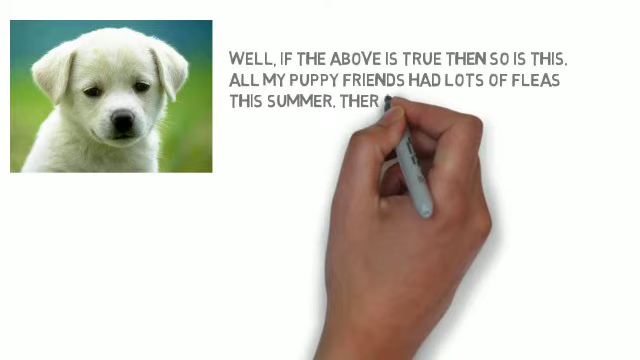 WELL, IF THE ABOVE IS TRUE THEN SO IS THIS.
ALL MY PUPPY FRIENDS HAD LOTS OF FLEAS
THIS SUMMER. THER